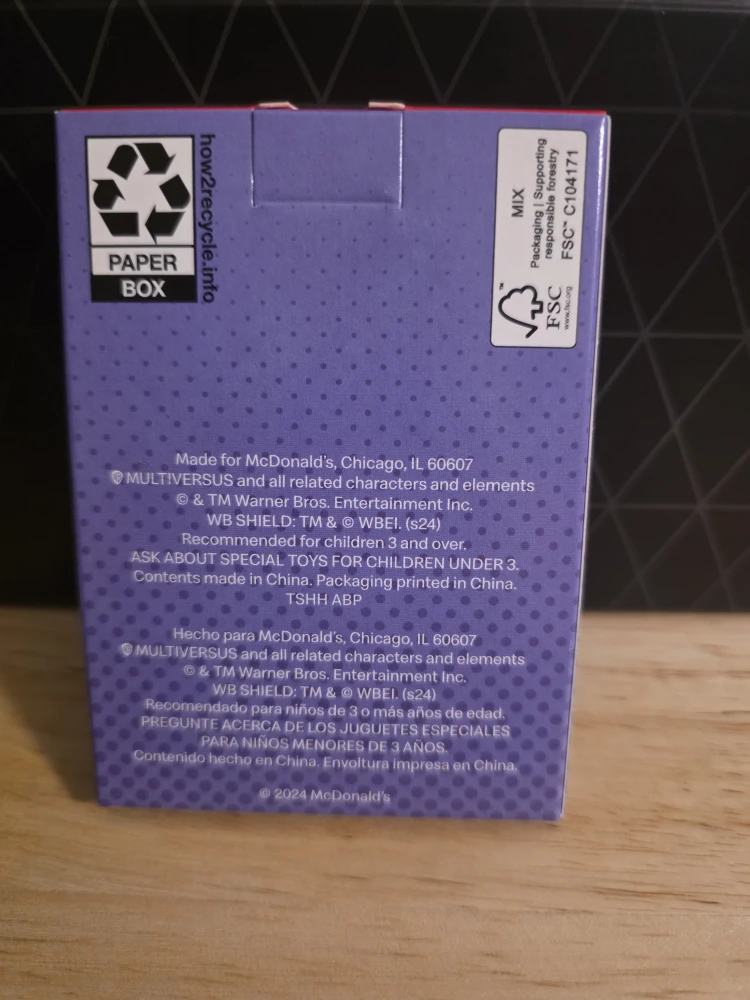 PAPER
BOX
how2recycle.info
MIX
Packaging | Supporting
responsible forestry
FSC™ C104171
™
FSC
www.fsc.org
Made for McDonald's, Chicago, IL 60607
MULTIVERSUS and all related characters and elements
© & TM Warner Bros. Entertainment Inc.
WB SHIELD: TM & © WBEI. (s24)
Recommended for children 3 and over.
ASK ABOUT SPECIAL TOYS FOR CHILDREN UNDER 3.
Contents made in China. Packaging printed in China.
TSHH ABP
Hecho para McDonald's, Chicago, IL 60607
MULTIVERSUS and all related characters and elements
© & TM Warner Bros. Entertainment Inc.
WB SHIELD: TM & © WBEI. (s24)
Recomendado para niños de 3 o más años de edad.
PREGUNTE ACERCA DE LOS JUGUETES ESPECIALES
PARA NIÑOS MENORES DE 3 AÑOS.
Contenido hecho en China. Envoltura impresa en China.
© 2024 McDonald's